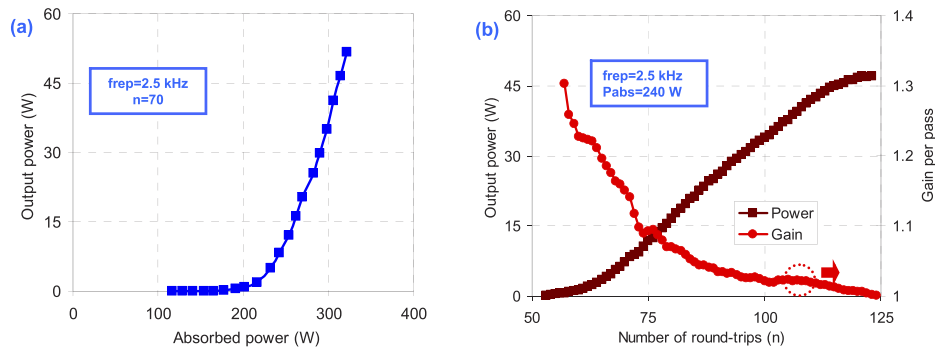 (a)
60
45
30
15
0
Output power (W)
frep=2.5 kHz
n=70
0
100
200
300
400
Absorbed power (W)
(b)
60
45
30
15
0
Output power (W)
frep=2.5 kHz
Pabs=240 W
Power
Gain
1.4
1.3
1.2
1.1
1
Gain per pass
50
75
100
125
Number of round-trips (n)